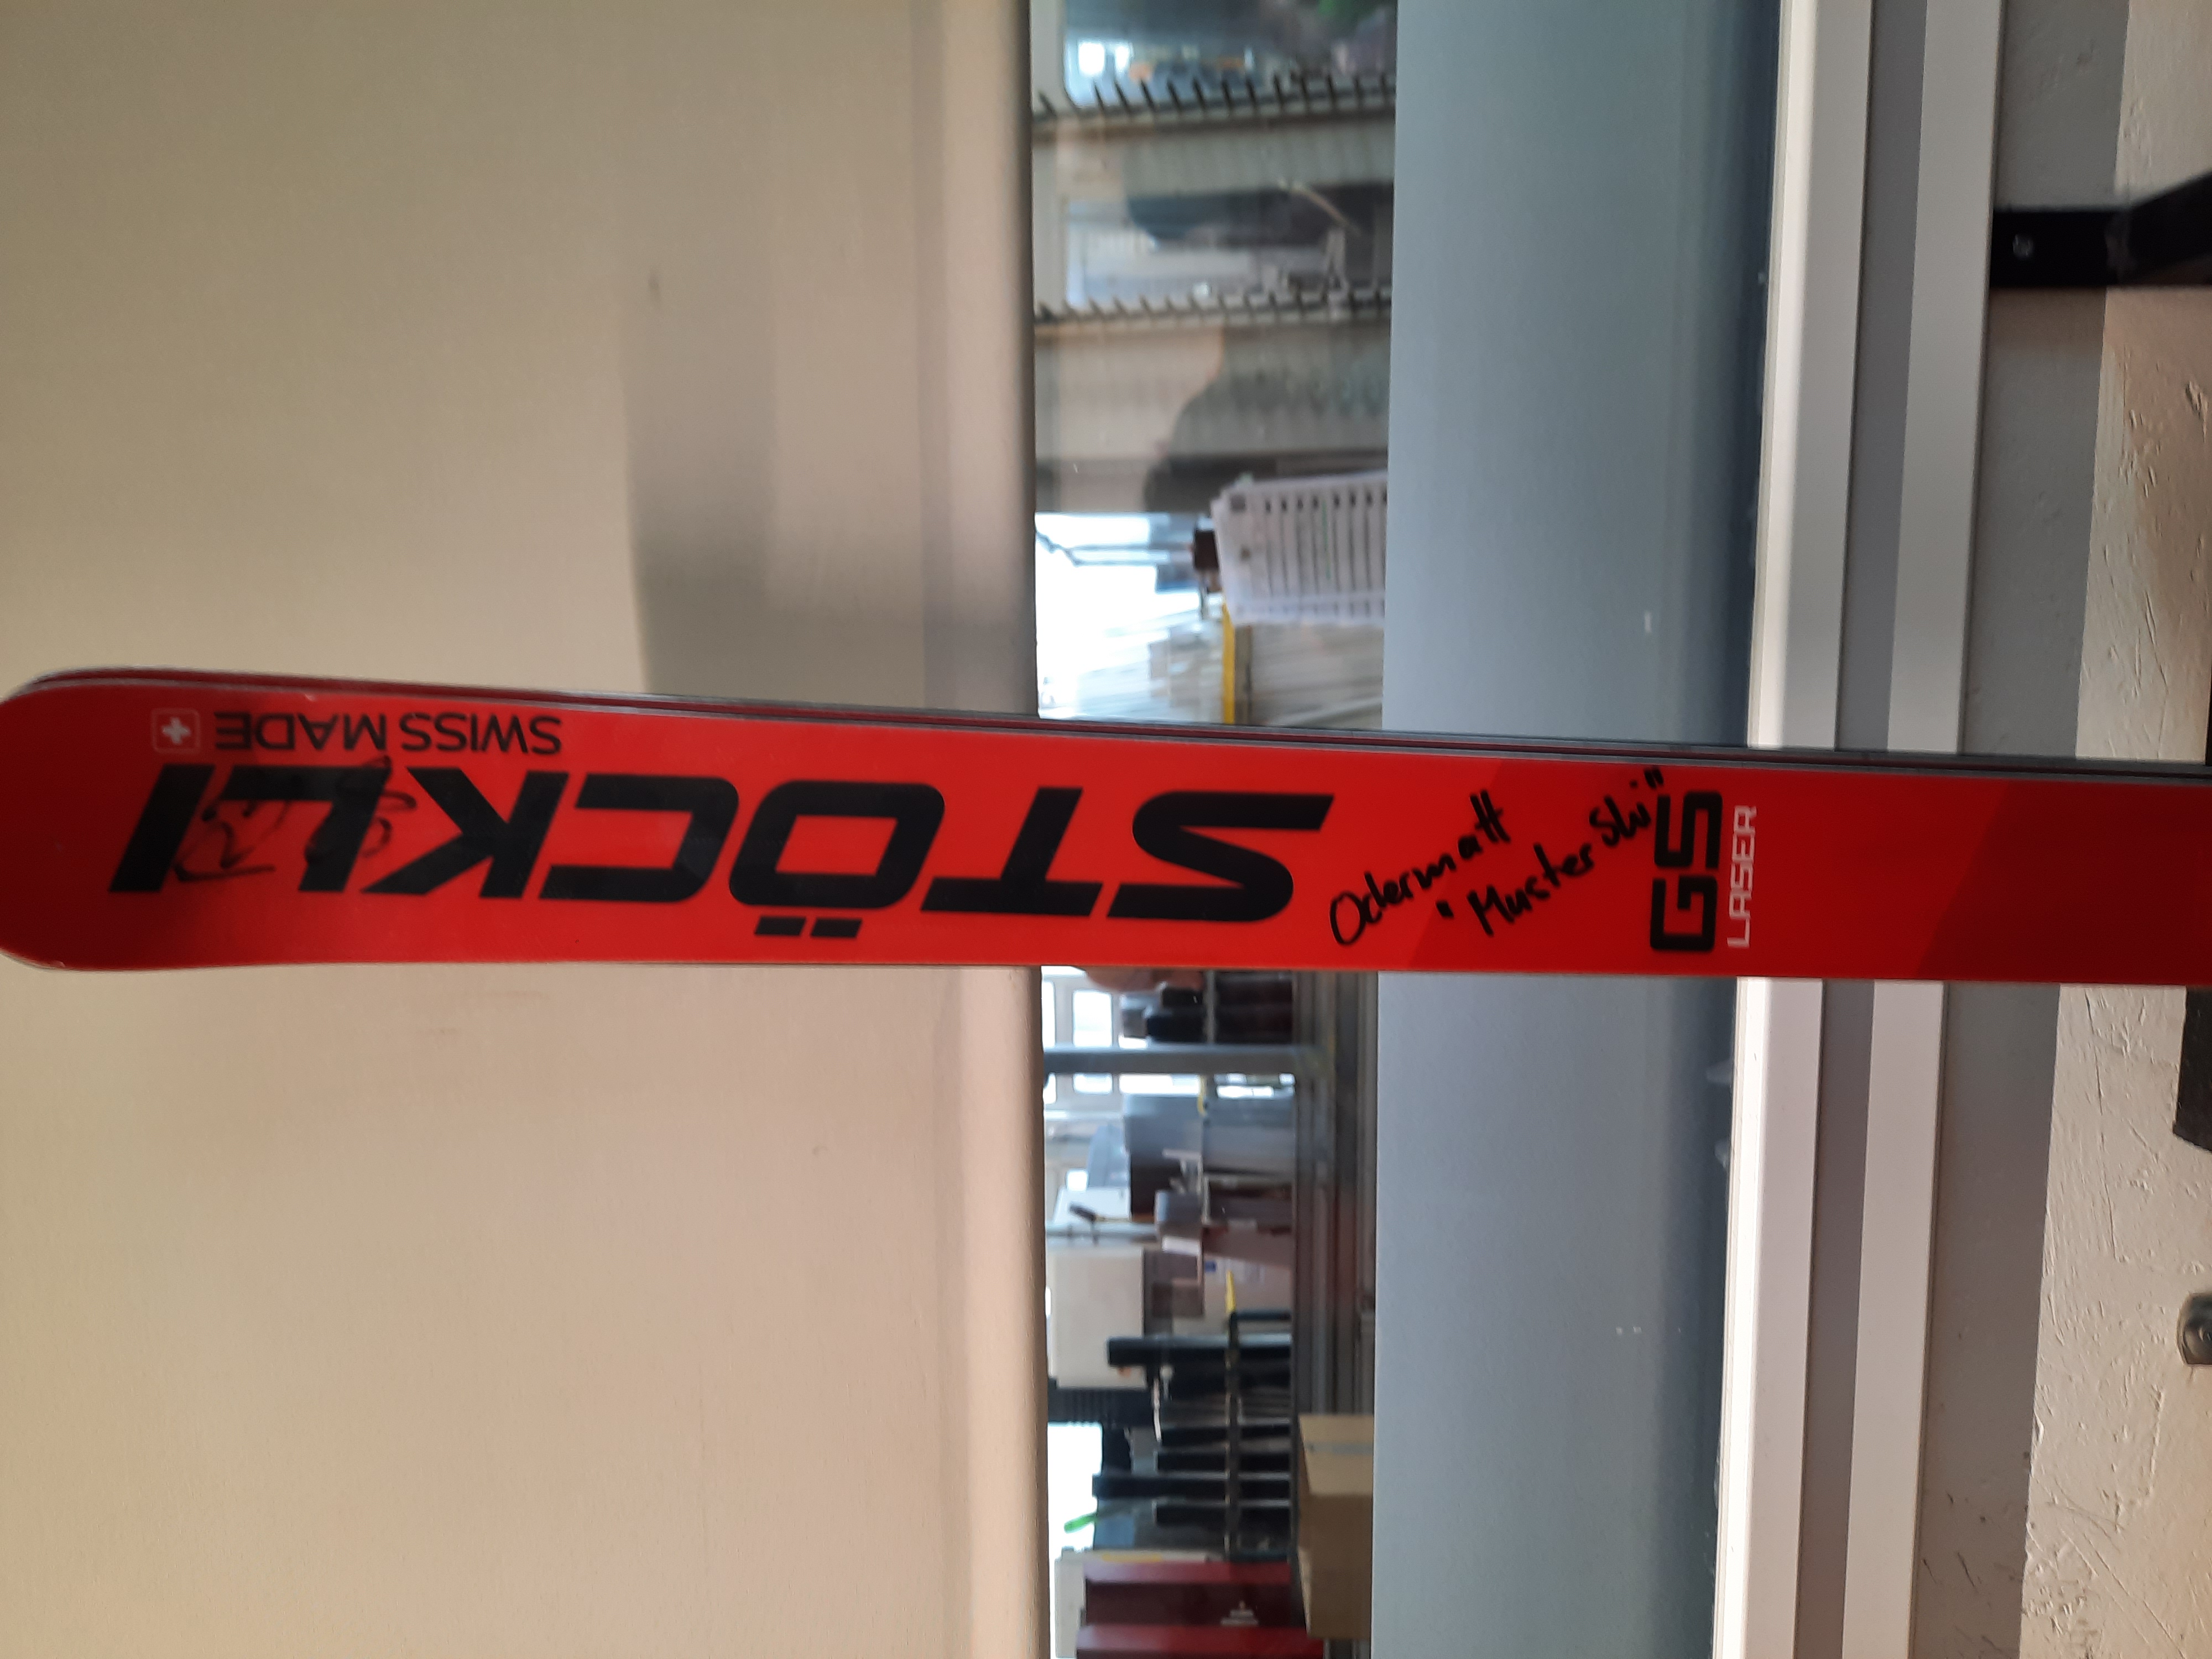 SWISS MADE
STÖCKLI
Odermatt
"Muster Ski"
GS
LASER